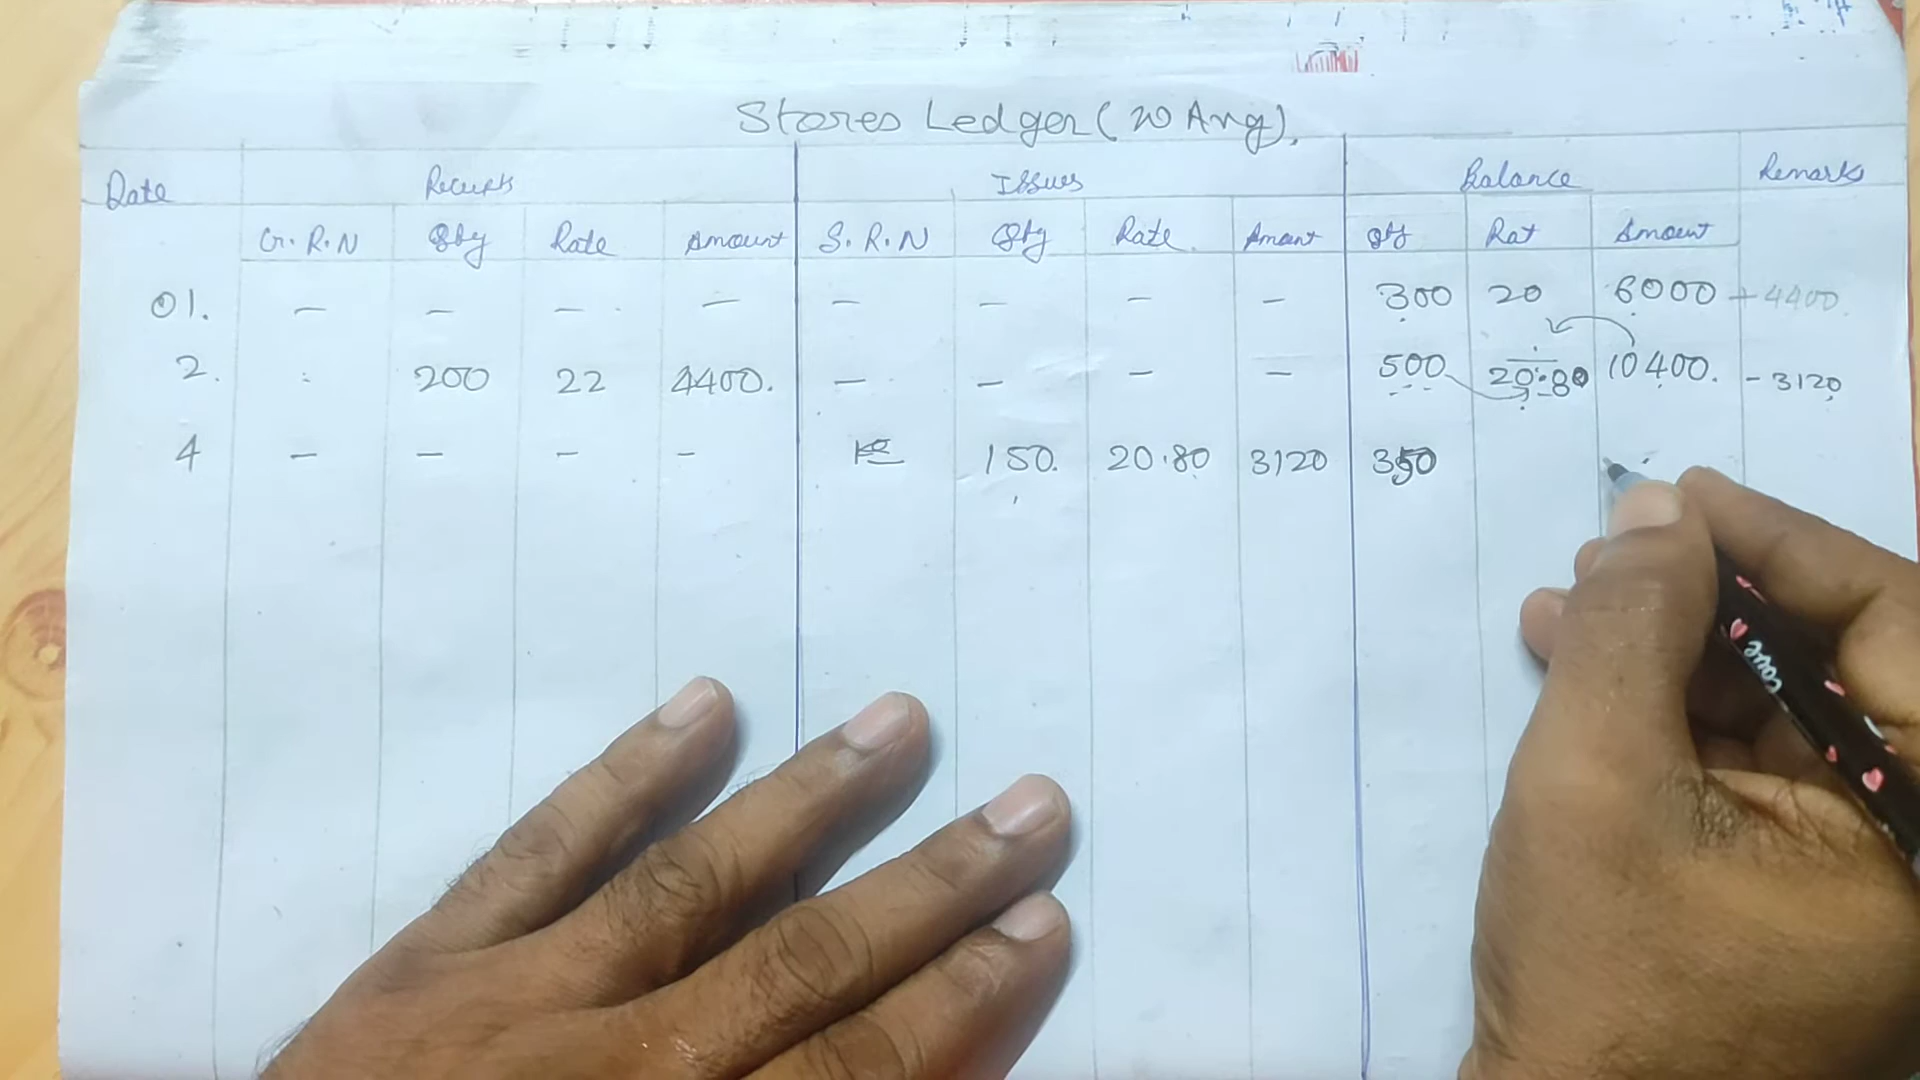 Stores Ledger (W Avg).
Date Receipts Issues Balance Remarks
G.R.N Qty Rate Amount S.R.N Qty Rate Amount Qty Rat Amount
01. — — — — — — — — 300 20 6000 + 4400
2. 200 22 4400. — — — — 500 20.80 10400. - 3120
4 — — — — 150. 20.80 3120 350
Love